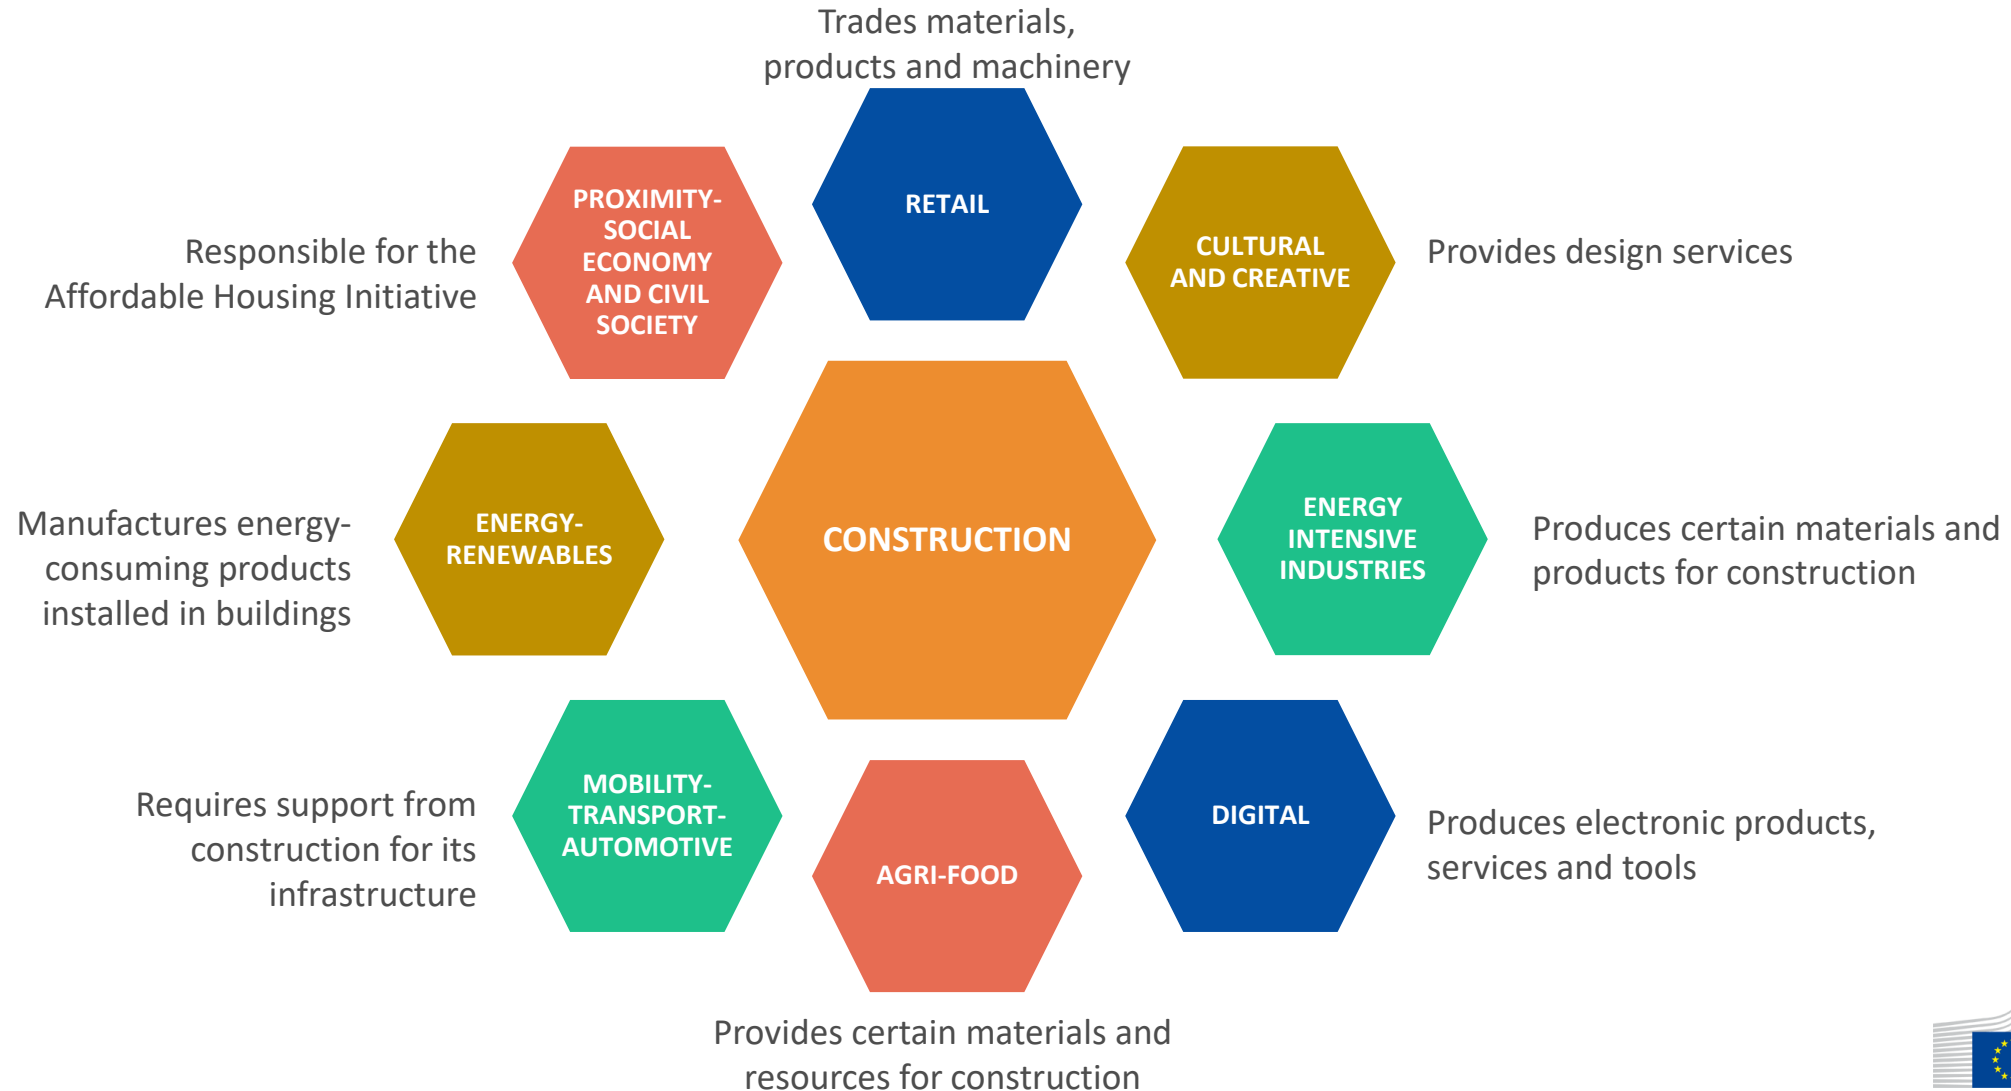 Trades materials,
products and machinery
RETAIL
PROXIMITY-
SOCIAL
ECONOMY
AND CIVIL
SOCIETY
Responsible for the
Affordable Housing Initiative
CULTURAL
AND CREATIVE
Provides design services
ENERGY-
RENEWABLES
Manufactures energy-
consuming products
installed in buildings
CONSTRUCTION
ENERGY
INTENSIVE
INDUSTRIES
Produces certain materials and
products for construction
MOBILITY-
TRANSPORT-
AUTOMOTIVE
Requires support from
construction for its
infrastructure
AGRI-FOOD
Provides certain materials and
resources for construction
DIGITAL
Produces electronic products,
services and tools